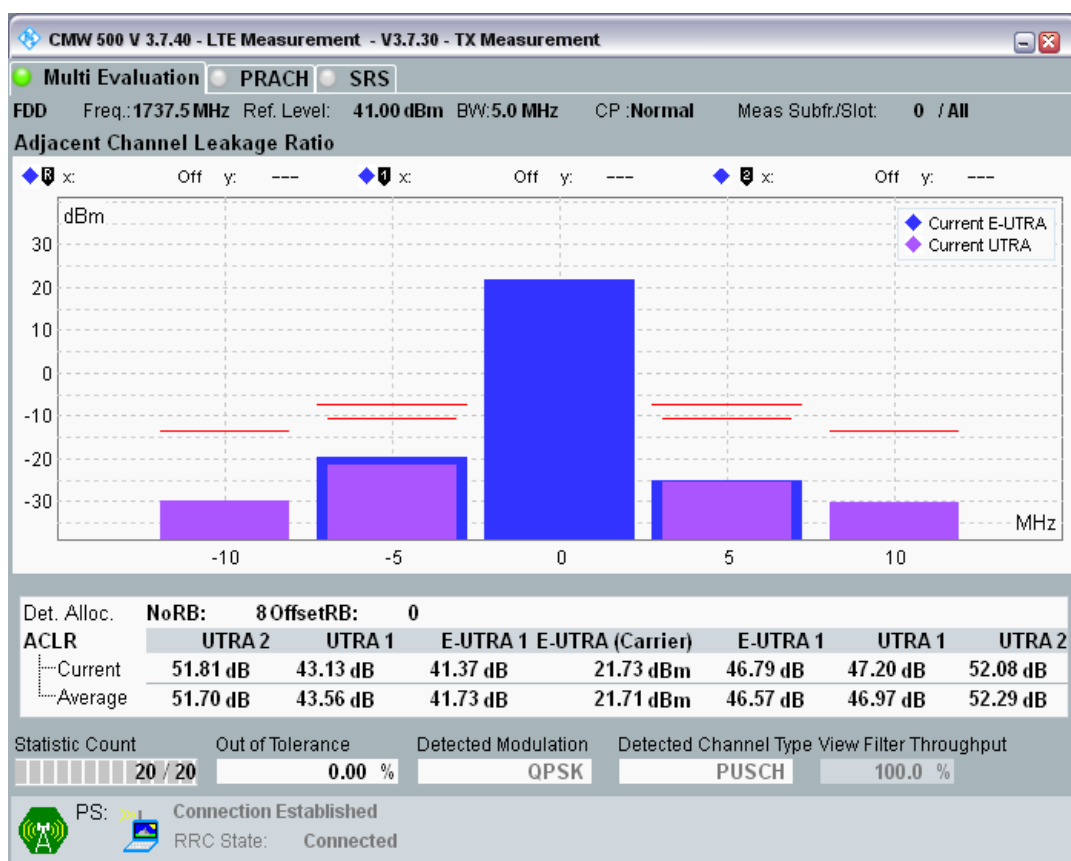 CMW 500 V 3.7.40 - LTE Measurement - V3.7.30 - TX Measurement
Multi Evaluation PRACH SRS
FDD Freq.: 1737.5 MHz Ref. Level: 41.00 dBm BW: 5.0 MHz CP : Normal Meas Subfr./Slot: 0 / All
Adjacent Channel Leakage Ratio
R x: Off y: --- 1 x: Off y: --- 2 x: Off y: ---
dBm
Current E-UTRA
Current UTRA
30
20
10
0
-10
-20
-30
MHz
-10 -5 0 5 10
Det. Alloc. NoRB: 8 OffsetRB: 0
ACLR UTRA 2 UTRA 1 E-UTRA 1 E-UTRA (Carrier) E-UTRA 1 UTRA 1 UTRA 2
Current 51.81 dB 43.13 dB 41.37 dB 21.73 dBm 46.79 dB 47.20 dB 52.08 dB
Average 51.70 dB 43.56 dB 41.73 dB 21.71 dBm 46.57 dB 46.97 dB 52.29 dB
Statistic Count Out of Tolerance Detected Modulation Detected Channel Type View Filter Throughput
20 / 20 0.00 % QPSK PUSCH 100.0 %
PS: Connection Established
RRC State: Connected